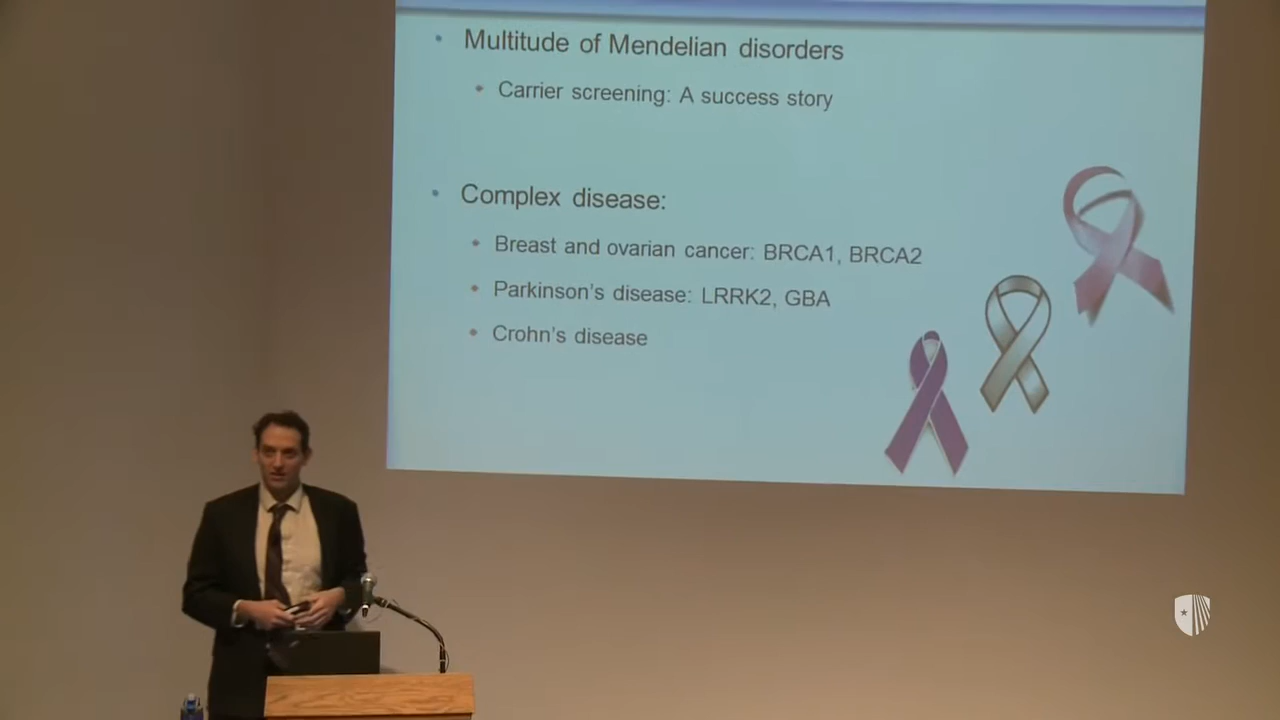 • Multitude of Mendelian disorders
• Carrier screening: A success story
• Complex disease:
• Breast and ovarian cancer: BRCA1, BRCA2
• Parkinson's disease: LRRK2, GBA
• Crohn's disease